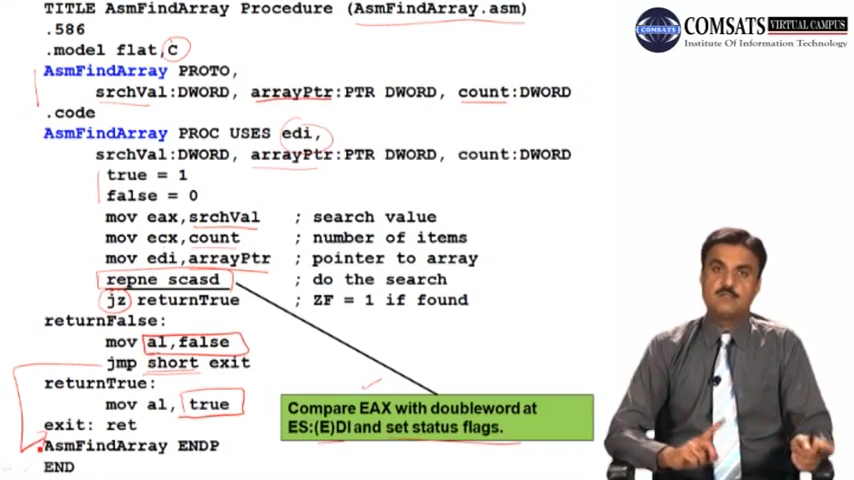 TITLE AsmFindArray Procedure (AsmFindArray.asm)
.586
.model flat,C
AsmFindArray PROTO,
srchVal:DWORD, arrayPtr:PTR DWORD, count:DWORD
.code
AsmFindArray PROC USES edi,
srchVal:DWORD, arrayPtr:PTR DWORD, count:DWORD
true = 1
false = 0
mov eax,srchVal ; search value
mov ecx,count ; number of items
mov edi,arrayPtr ; pointer to array
repne scasd ; do the search
jz returnTrue ; ZF = 1 if found
returnFalse:
mov al,false
jmp short exit
returnTrue:
mov al, true
exit: ret
AsmFindArray ENDP
END
Compare EAX with doubleword at
ES:(E)DI and set status flags.
COMSATS VIRTUAL CAMPUS
Institute Of Information Technology
COMSATS